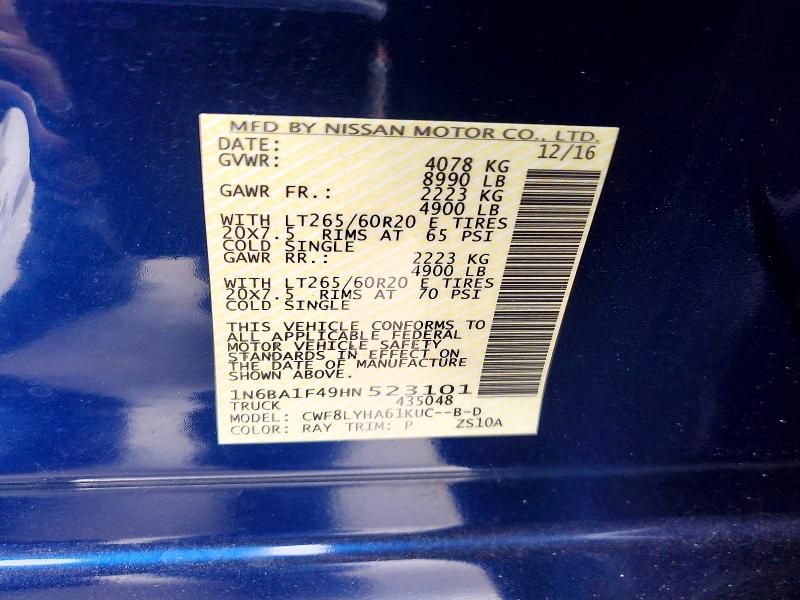 MFD BY NISSAN MOTOR CO., LTD.
DATE: 12/16
GVWR: 4078 KG
8990 LB
GAWR FR.: 2223 KG
4900 LB
WITH LT265/60R20 E TIRES
20X7.5 RIMS AT 65 PSI
COLD SINGLE
GAWR RR.: 2223 KG
4900 LB
WITH LT265/60R20 E TIRES
20X7.5 RIMS AT 70 PSI
COLD SINGLE
THIS VEHICLE CONFORMS TO
ALL APPLICABLE FEDERAL
MOTOR VEHICLE SAFETY
STANDARDS IN EFFECT ON
THE DATE OF MANUFACTURE
SHOWN ABOVE.
1N6BA1F49HN 523101
TRUCK 435048
MODEL: CWF8LYHA61KUC--B-D
COLOR: RAY TRIM: P ZS10A